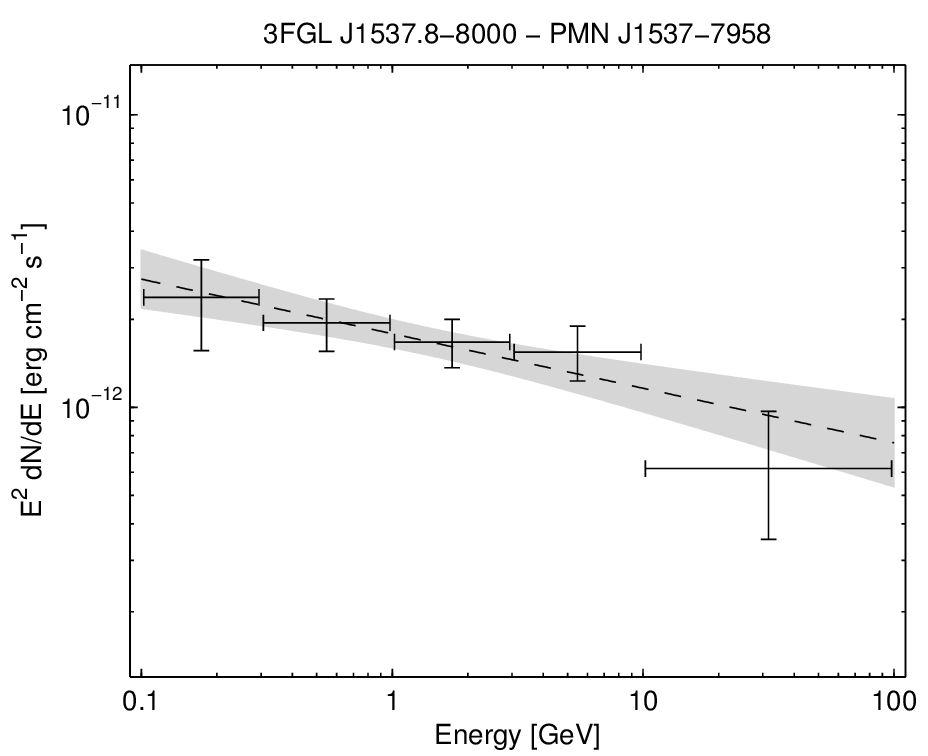 3FGL J1537.8−8000 − PMN J1537−7958
10⁻¹¹
10⁻¹²
E² dN/dE [erg cm⁻² s⁻¹]
0.1 1 10 100
Energy [GeV]